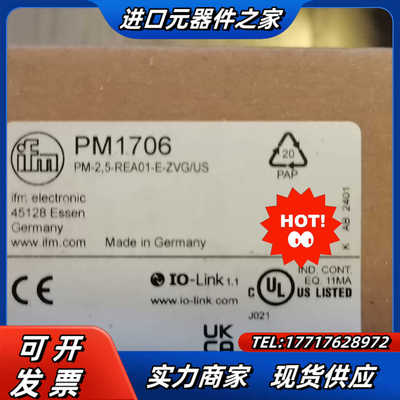 进口元器件之家
ifm
PM1706
PM-2,5-REA01-E-ZVG/US
20
PAP
ifm electronic
45128 Essen
Germany
www.ifm.com
Made in Germany
HOT!
K AB 2401
IO-Link 1.1
www.io-link.com
CE
C UL US LISTED
IND. CONT.
EQ. 11MA
J021
UK
CA
可开
发票
TEL:17717628972
实力商家 现货供应